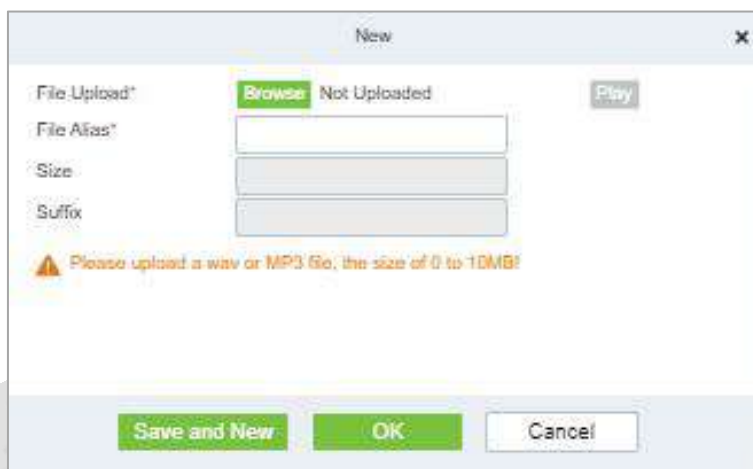 New
File Upload* Browse Not Uploaded Play
File Alias*
Size
Suffix
Please upload a wav or MP3 file, the size of 0 to 10MB!
Save and New OK Cancel